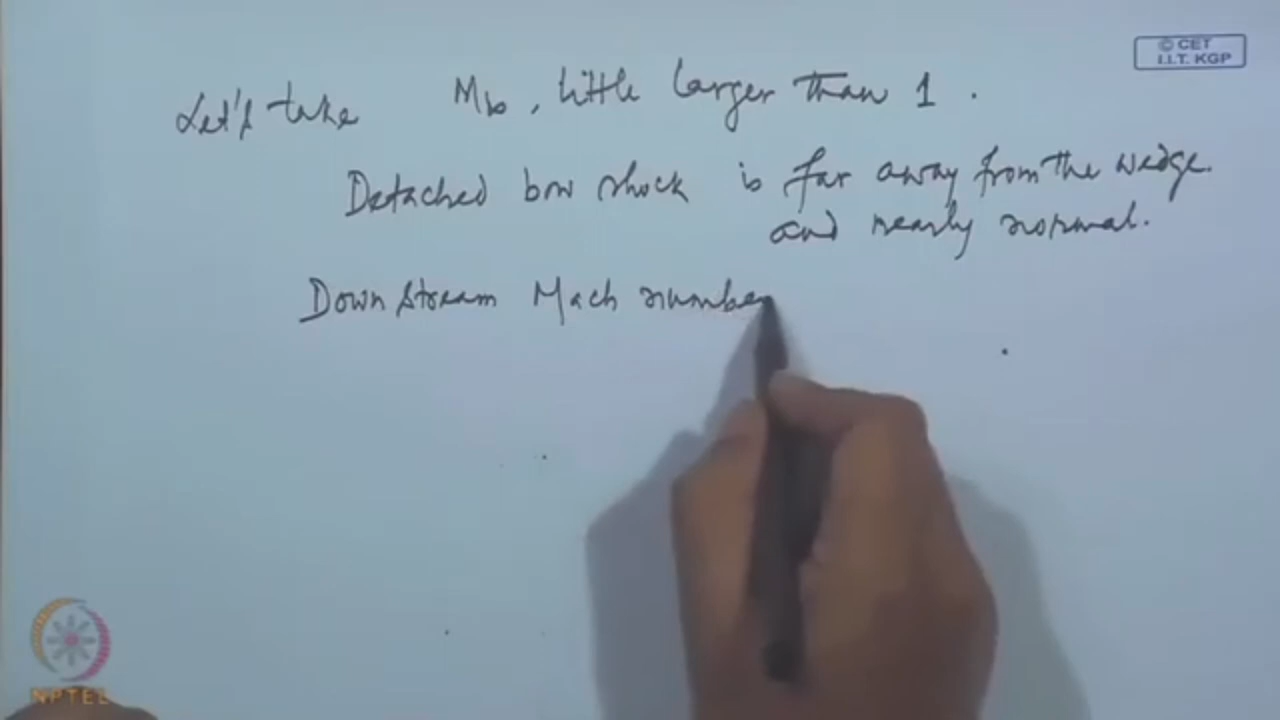 © CET
I.I.T. KGP
Let's take M∞, little larger than 1.
Detached bow shock is far away from the wedge
and nearly normal.
Down stream Mach number
NPTEL